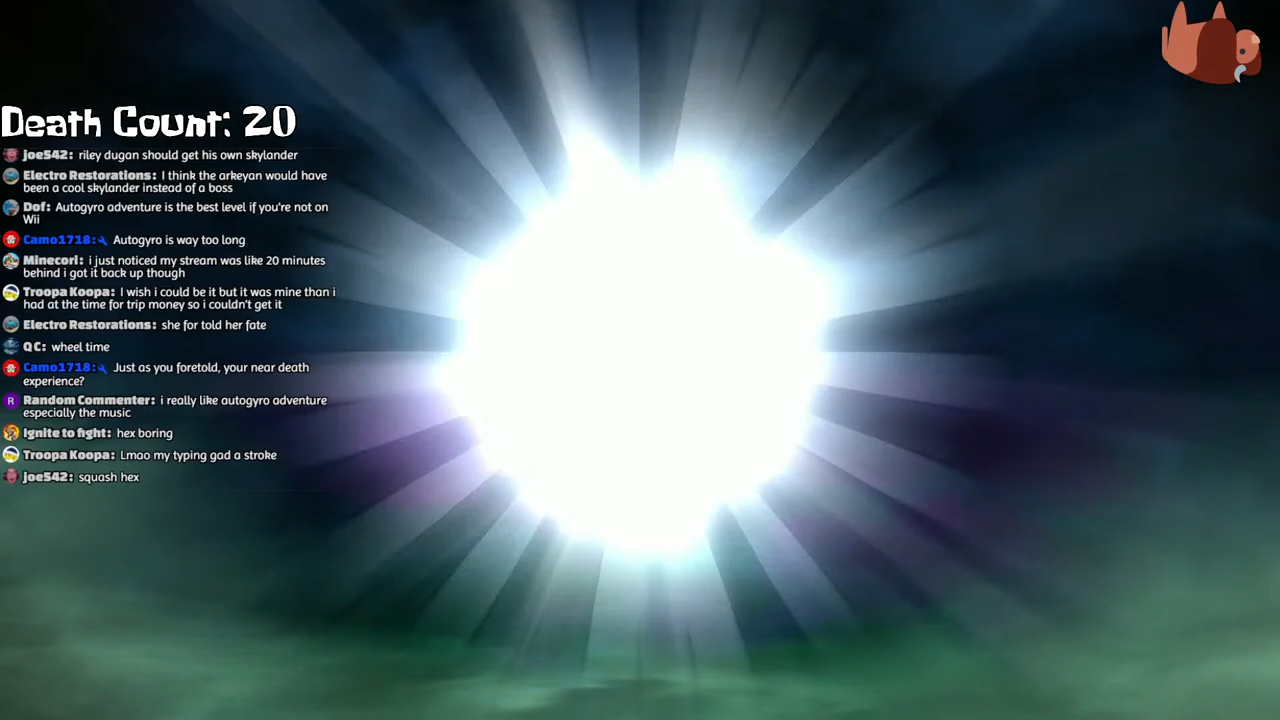 Death Count: 20
joe542: riley dugan should get his own skylander
Electro Restorations: I think the arkeyan would have
been a cool skylander instead of a boss
Dof: Autogyro adventure is the best level if you're not on
Wii
Camo1718: Autogyro is way too long
Minecori: i just noticed my stream was like 20 minutes
behind i got it back up though
Troopa Koopa: I wish i could be it but it was mine than i
had at the time for trip money so i couldn't get it
Electro Restorations: she for told her fate
QC: wheel time
Camo1718: Just as you foretold, your near death
experience?
R Random Commenter: i really like autogyro adventure
especially the music
Ignite to fight: hex boring
Troopa Koopa: Lmao my typing gad a stroke
joe542: squash hex